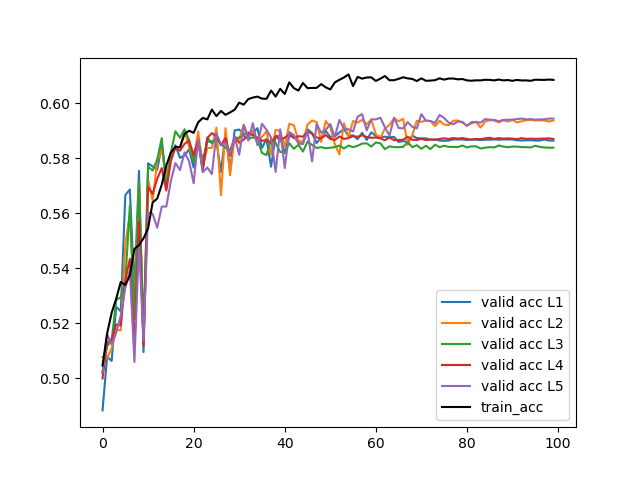 0.60
0.58
0.56
0.54
0.52
0.50
0
20
40
60
80
100
valid acc L1
valid acc L2
valid acc L3
valid acc L4
valid acc L5
train_acc